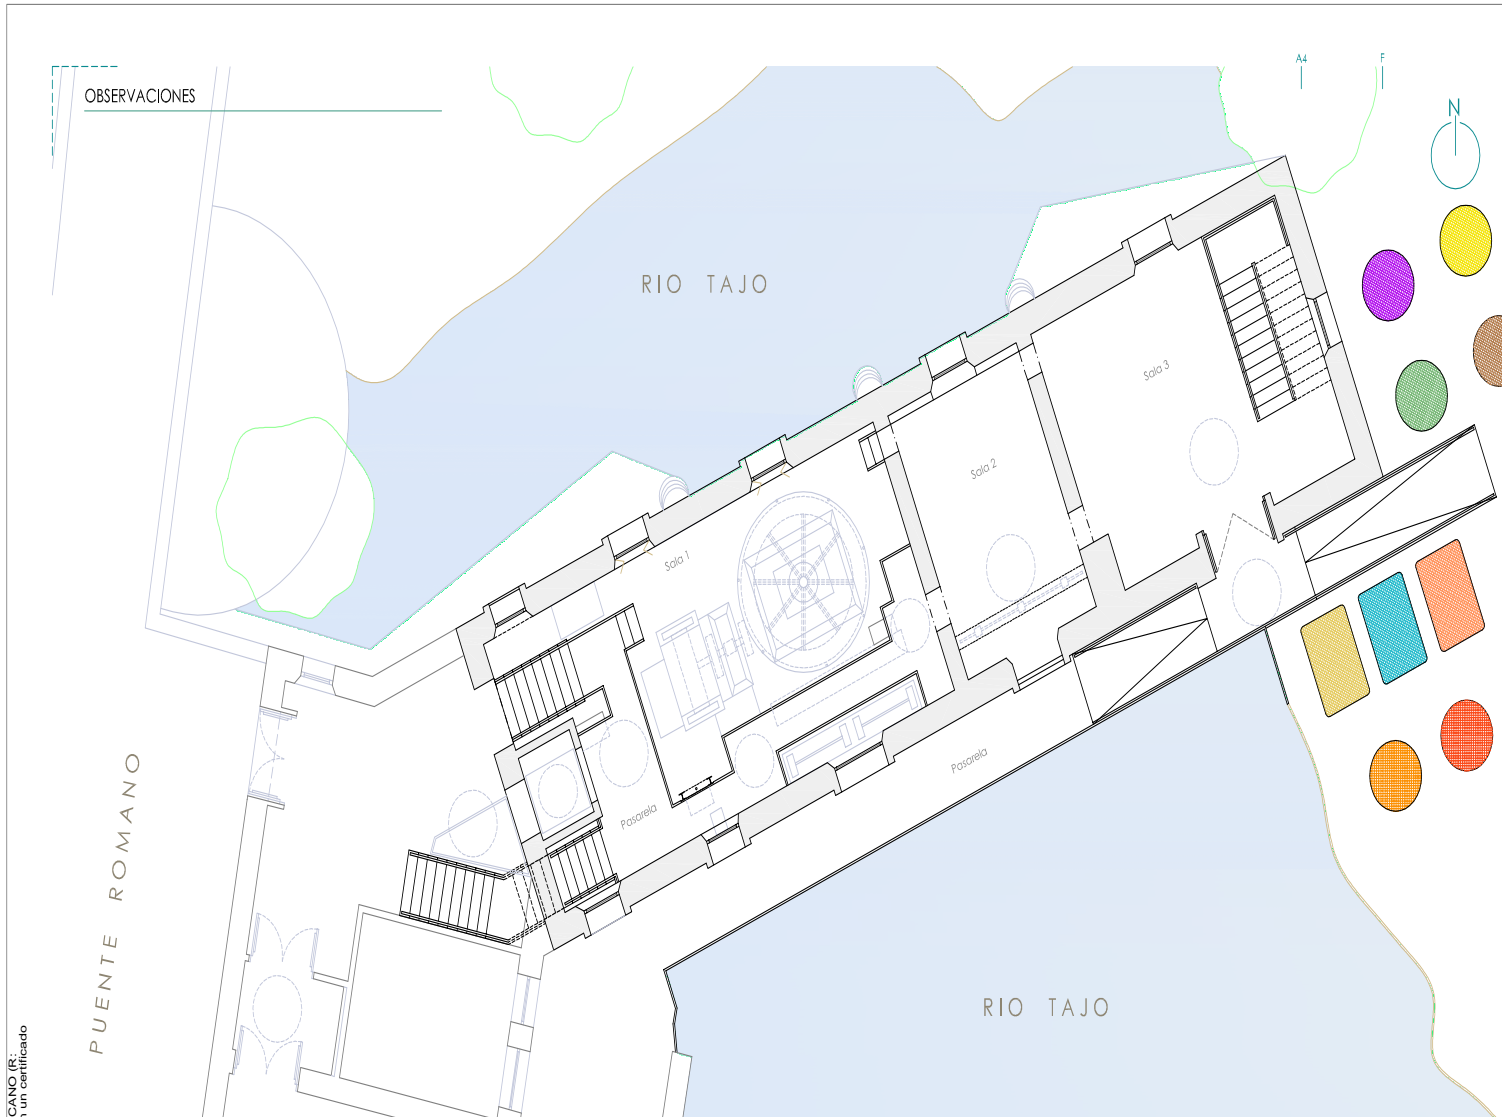 OBSERVACIONES
A4
F
N
RIO TAJO
Sala 3
Sala 2
Sala 1
Pasarela
Pasarela
PUENTE ROMANO
RIO TAJO
CANO (R:
un certificado